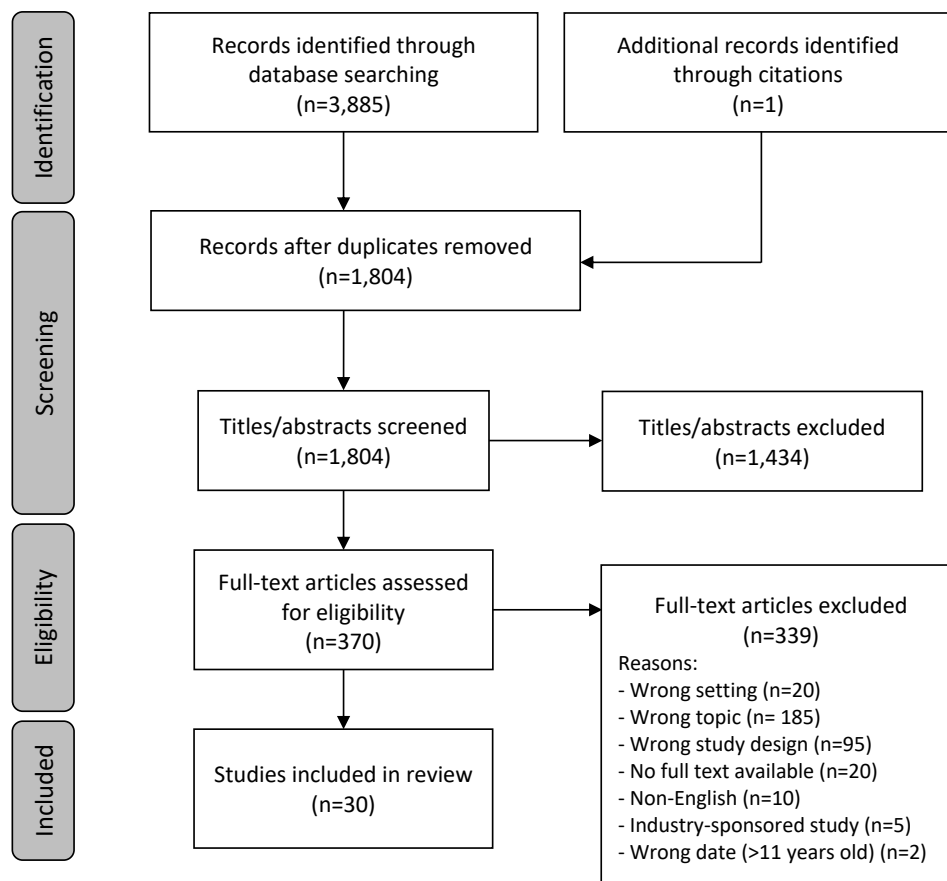 Identification
Records identified through
database searching
(n=3,885)
Additional records identified
through citations
(n=1)
Screening
Records after duplicates removed
(n=1,804)
Titles/abstracts screened
(n=1,804)
Titles/abstracts excluded
(n=1,434)
Eligibility
Full-text articles assessed
for eligibility
(n=370)
Full-text articles excluded
(n=339)
Reasons:
- Wrong setting (n=20)
- Wrong topic (n= 185)
- Wrong study design (n=95)
- No full text available (n=20)
- Non-English (n=10)
- Industry-sponsored study (n=5)
- Wrong date (>11 years old) (n=2)
Included
Studies included in review
(n=30)